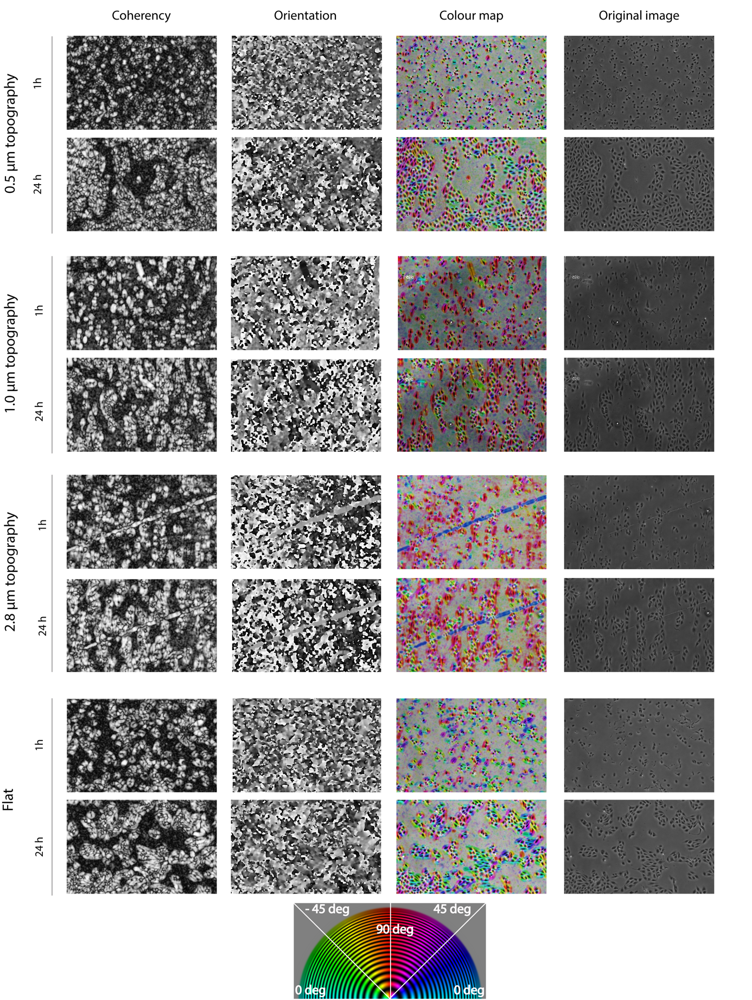 Coherency Orientation Colour map Original image
0.5 µm topography
1h
24 h
1.0 µm topography
1h
24 h
2.8 µm topography
1h
24 h
Flat
1h
24 h
- 45 deg 45 deg
90 deg
0 deg 0 deg